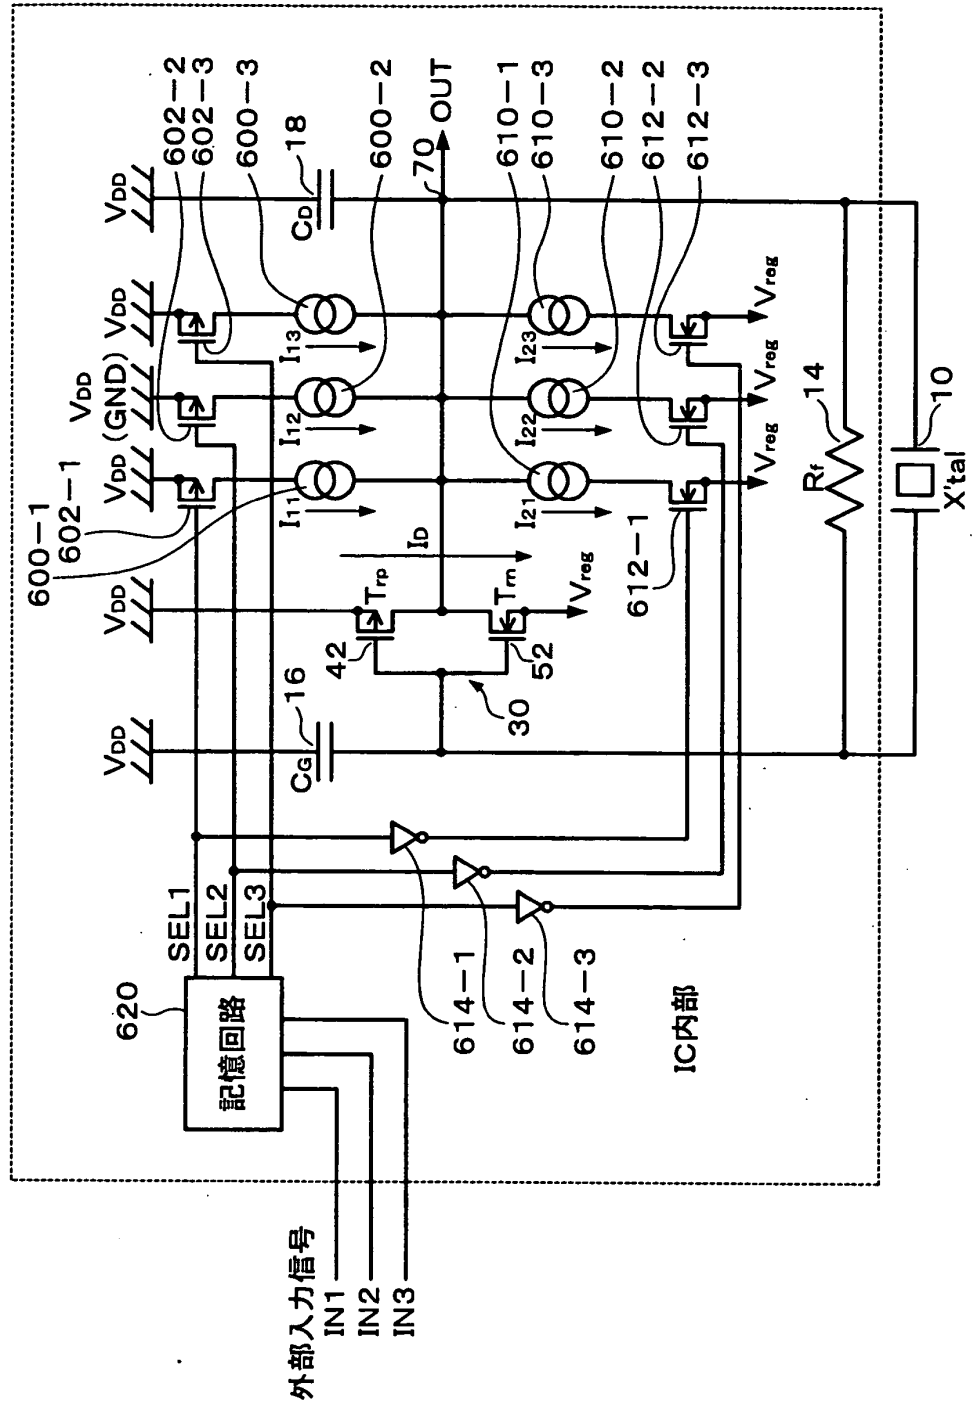 602-2
602-3
600-3
18
600-2
70
OUT
610-1
610-3
610-2
612-2
612-3
VDD
VDD
VDD
(GND)
VDD
VDD
VDD
CD
I13
I12
I11
I23
I22
I21
Vreg
Vreg
Vreg
Vreg
600-1
602-1
ID
Trp
Trn
42
52
30
16
CG
612-1
14
Rf
10
X'tal
SEL1
SEL2
SEL3
620
記憶回路
614-1
614-2
614-3
IC内部
外部入力信号
IN1
IN2
IN3